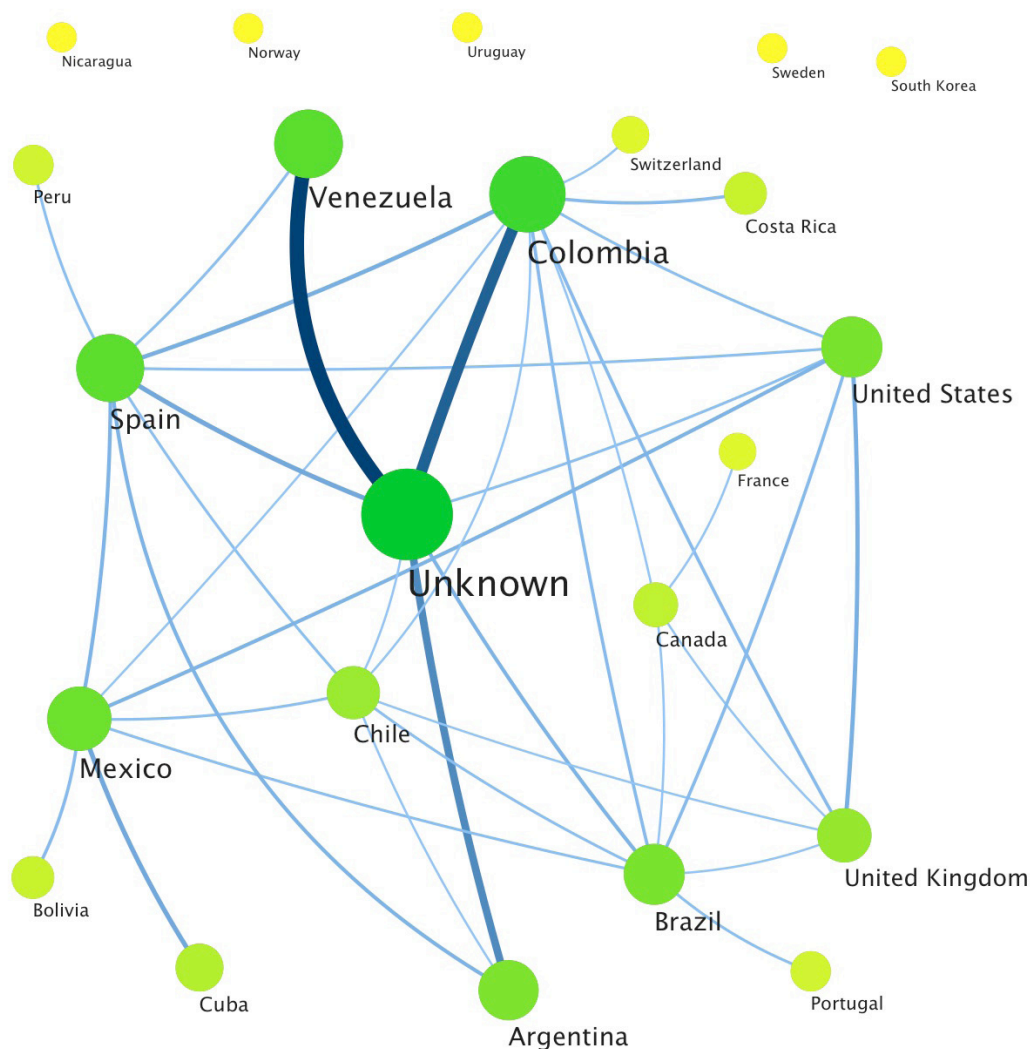 Nicaragua
Norway
Uruguay
Sweden
South Korea
Peru
Venezuela
Switzerland
Costa Rica
Colombia
United States
Spain
France
Unknown
Canada
Chile
Mexico
United Kingdom
Bolivia
Brazil
Cuba
Portugal
Argentina